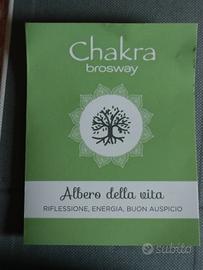 Chakra
brosway
Albero della vita
RIFLESSIONE, ENERGIA, BUON AUSPICIO
subito